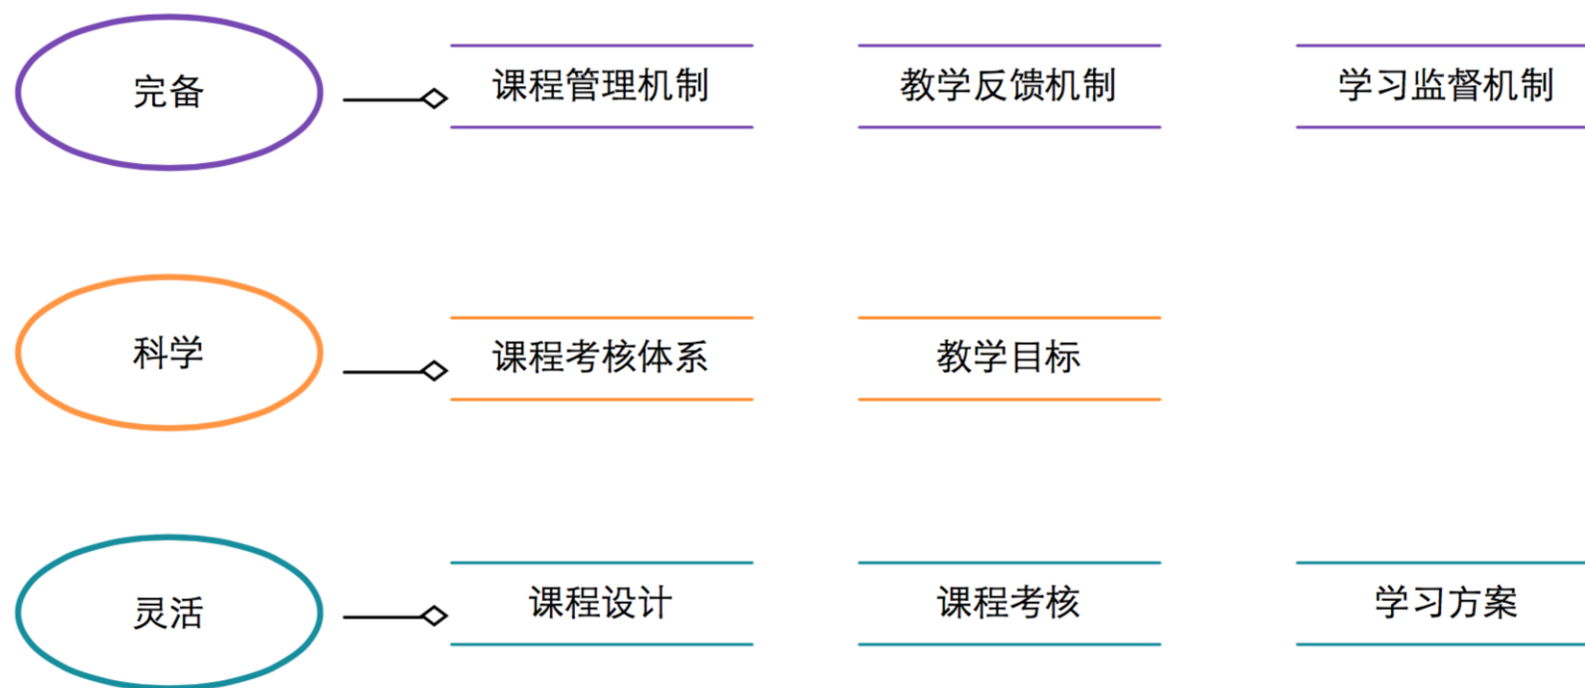 完备
课程管理机制
教学反馈机制
学习监督机制
科学
课程考核体系
教学目标
灵活
课程设计
课程考核
学习方案